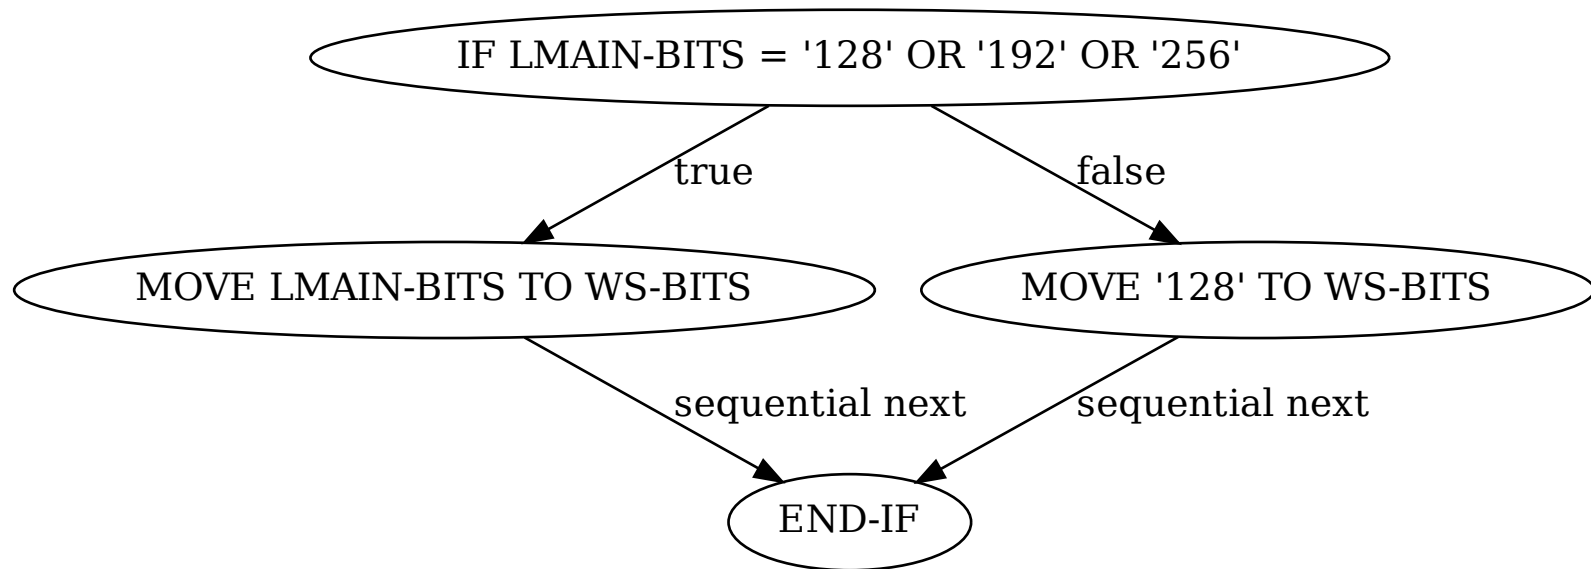 IF LMAIN-BITS = '128' OR '192' OR '256'
true
false
MOVE LMAIN-BITS TO WS-BITS
MOVE '128' TO WS-BITS
sequential next
sequential next
END-IF